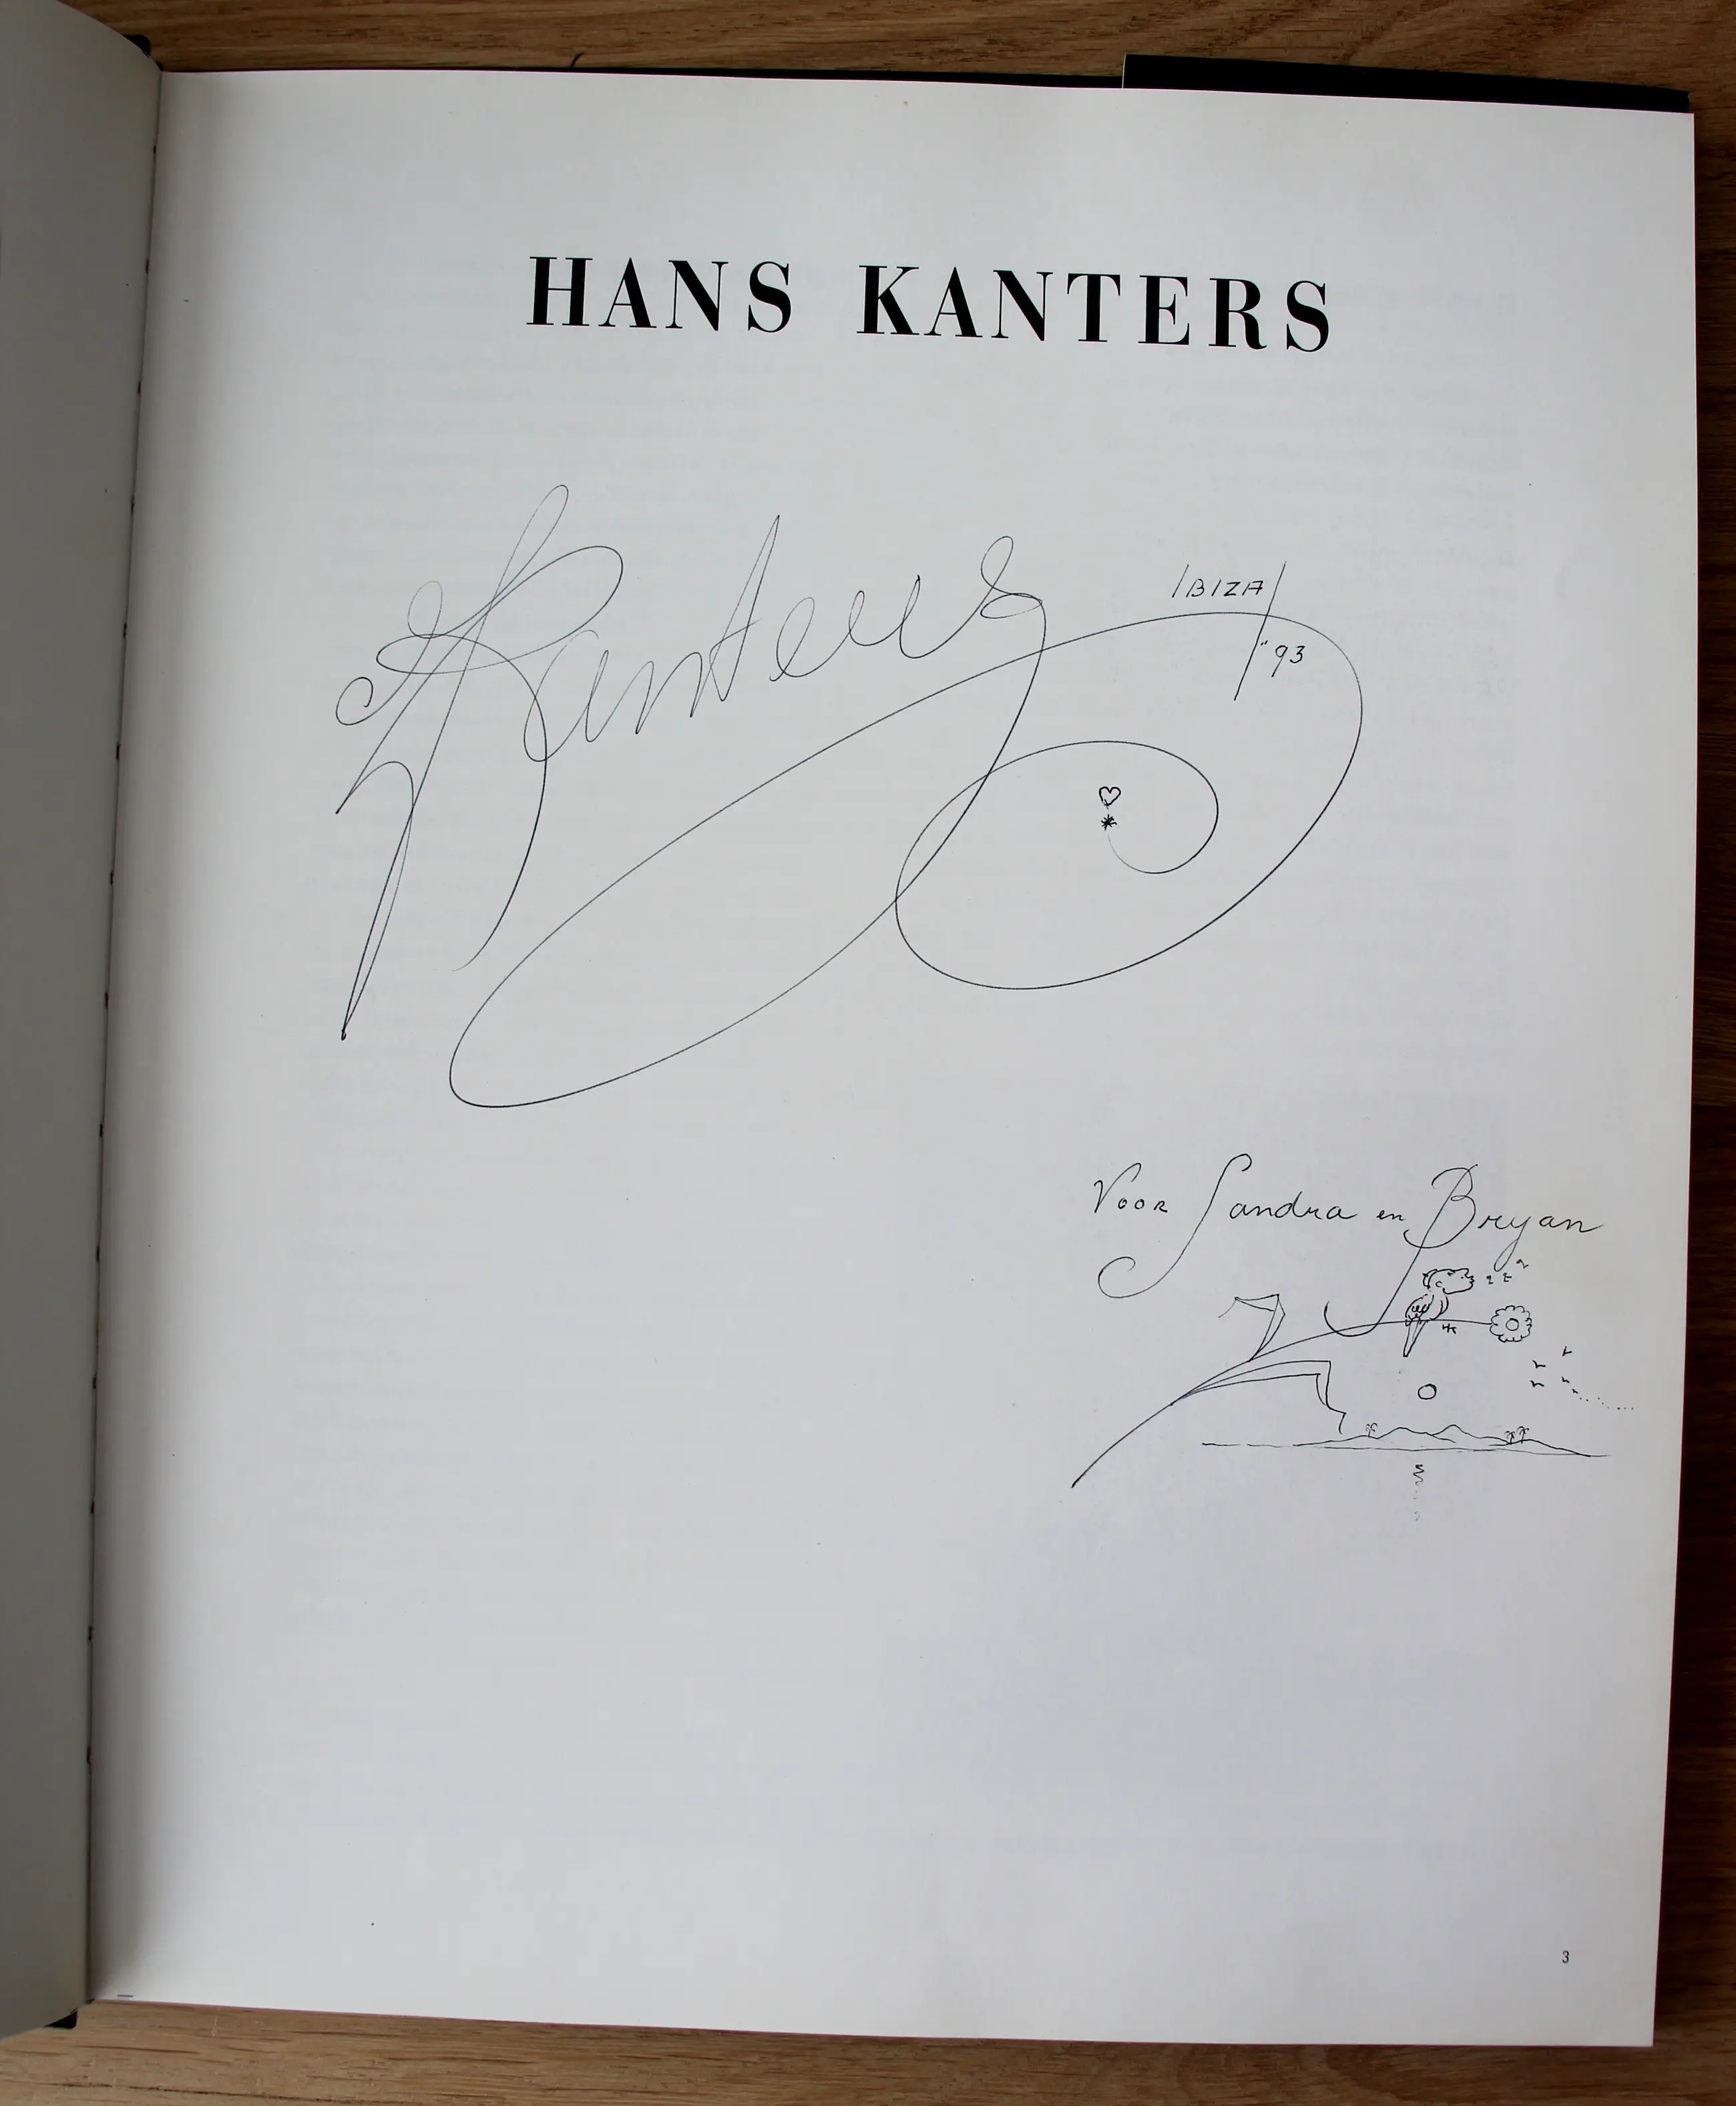 HANS KANTERS
Kanters
IBIZA
"93
Voor Sandra en Bryan
3